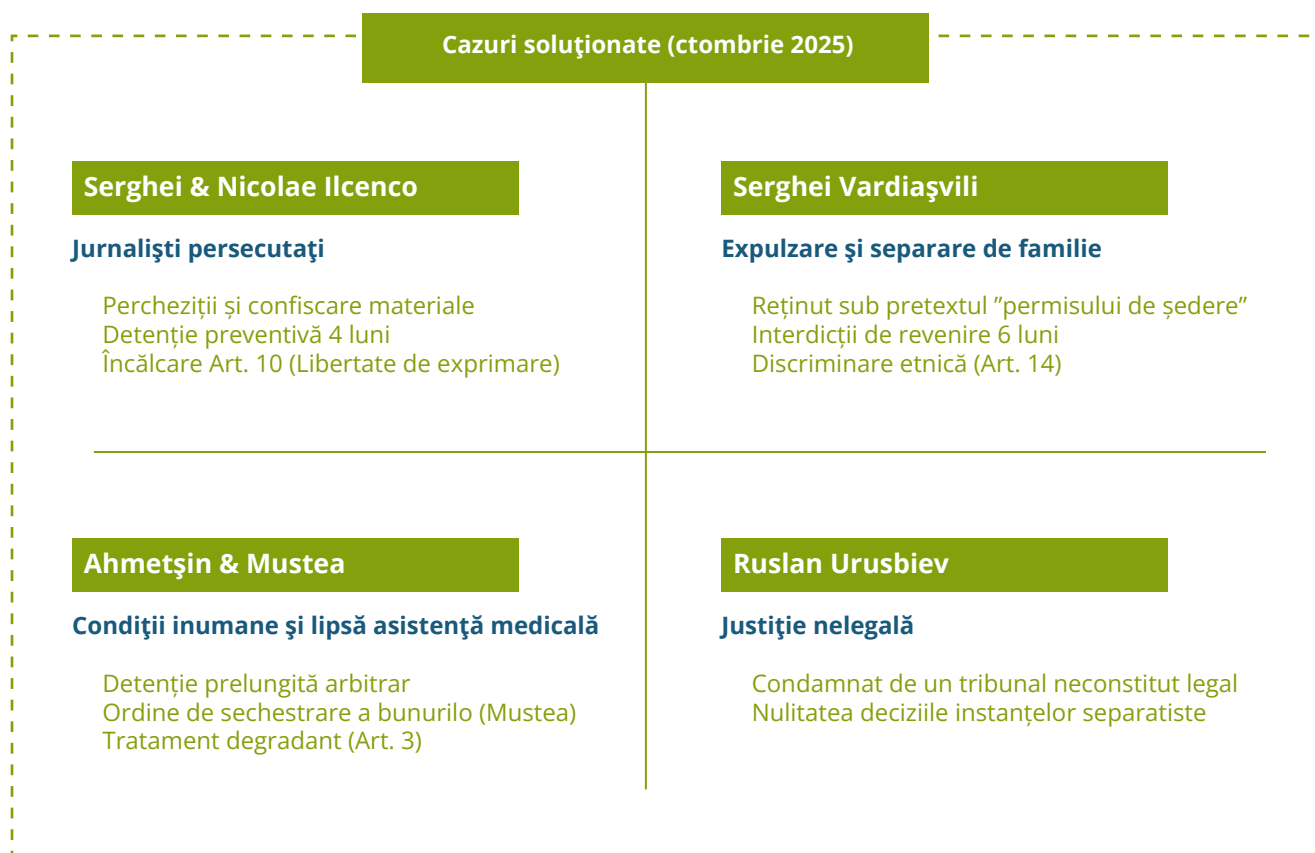 Cazuri soluţionate (ctombrie 2025)
Serghei & Nicolae Ilcenco
Jurnalişti persecutaţi
Percheziții și confiscare materiale
Detenție preventivă 4 luni
Încălcare Art. 10 (Libertate de exprimare)
Serghei Vardiaşvili
Expulzare şi separare de familie
Reținut sub pretextul ”permisului de ședere”
Interdicții de revenire 6 luni
Discriminare etnică (Art. 14)
Ahmetşin & Mustea
Condiţii inumane şi lipsă asistenţă medicală
Detenție prelungită arbitrar
Ordine de sechestrare a bunurilo (Mustea)
Tratament degradant (Art. 3)
Ruslan Urusbiev
Justiţie nelegală
Condamnat de un tribunal neconstitut legal
Nulitatea deciziile instanțelor separatiste